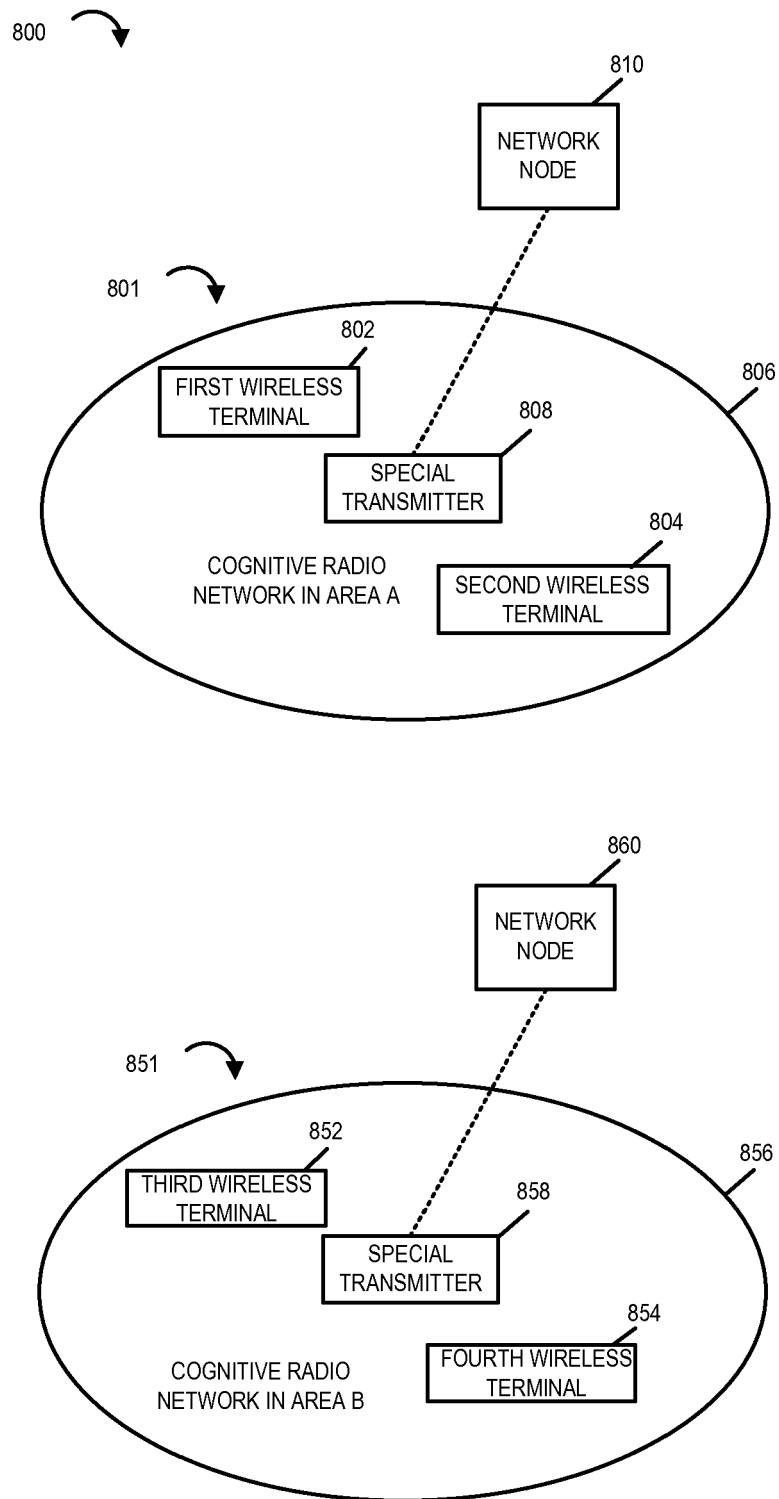 800
810
NETWORK
NODE
801
802
806
FIRST WIRELESS
TERMINAL
808
SPECIAL
TRANSMITTER
804
COGNITIVE RADIO
NETWORK IN AREA A
SECOND WIRELESS
TERMINAL
860
NETWORK
NODE
851
852
856
THIRD WIRELESS
TERMINAL
858
SPECIAL
TRANSMITTER
854
COGNITIVE RADIO
NETWORK IN AREA B
FOURTH WIRELESS
TERMINAL